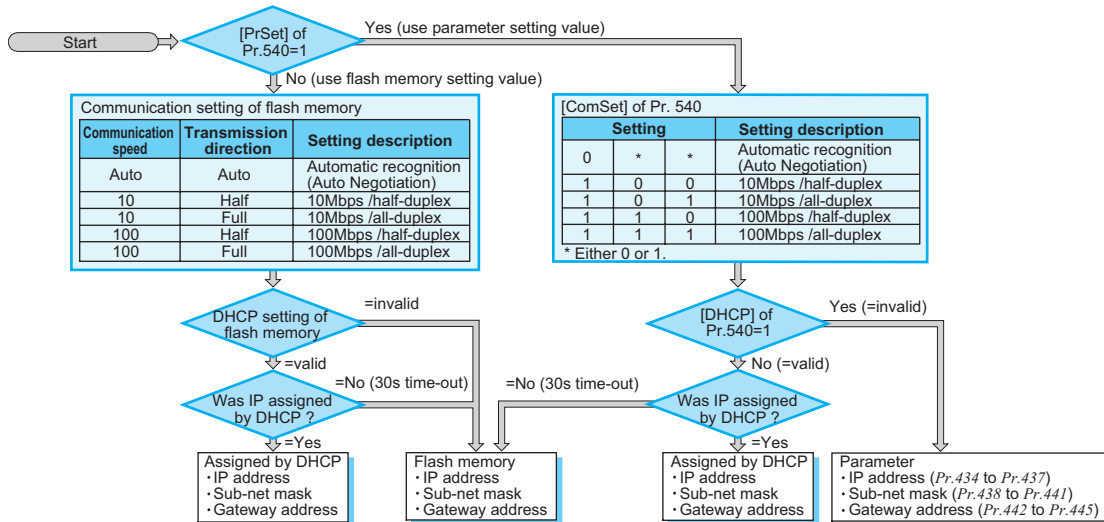 Start
[PrSet] of
Pr.540=1
Yes (use parameter setting value)
No (use flash memory setting value)
Communication setting of flash memory
Communication speed | Transmission direction | Setting description
Auto | Auto | Automatic recognition (Auto Negotiation)
10 | Half | 10Mbps /half-duplex
10 | Full | 10Mbps /all-duplex
100 | Half | 100Mbps /half-duplex
100 | Full | 100Mbps /all-duplex
[ComSet] of Pr. 540
Setting | Setting description
0 | * | * | Automatic recognition (Auto Negotiation)
1 | 0 | 0 | 10Mbps /half-duplex
1 | 0 | 1 | 10Mbps /all-duplex
1 | 1 | 0 | 100Mbps /half-duplex
1 | 1 | 1 | 100Mbps /all-duplex
* Either 0 or 1.
DHCP setting of
flash memory
=invalid
=valid
Was IP assigned
by DHCP ?
=No (30s time-out)
=Yes
[DHCP] of
Pr.540=1
Yes (=invalid)
No (=valid)
=No (30s time-out)
Was IP assigned
by DHCP ?
=Yes
Assigned by DHCP
・IP address
・Sub-net mask
・Gateway address
Flash memory
・IP address
・Sub-net mask
・Gateway address
Assigned by DHCP
・IP address
・Sub-net mask
・Gateway address
Parameter
・IP address (Pr.434 to Pr.437)
・Sub-net mask (Pr.438 to Pr.441)
・Gateway address (Pr.442 to Pr.445)